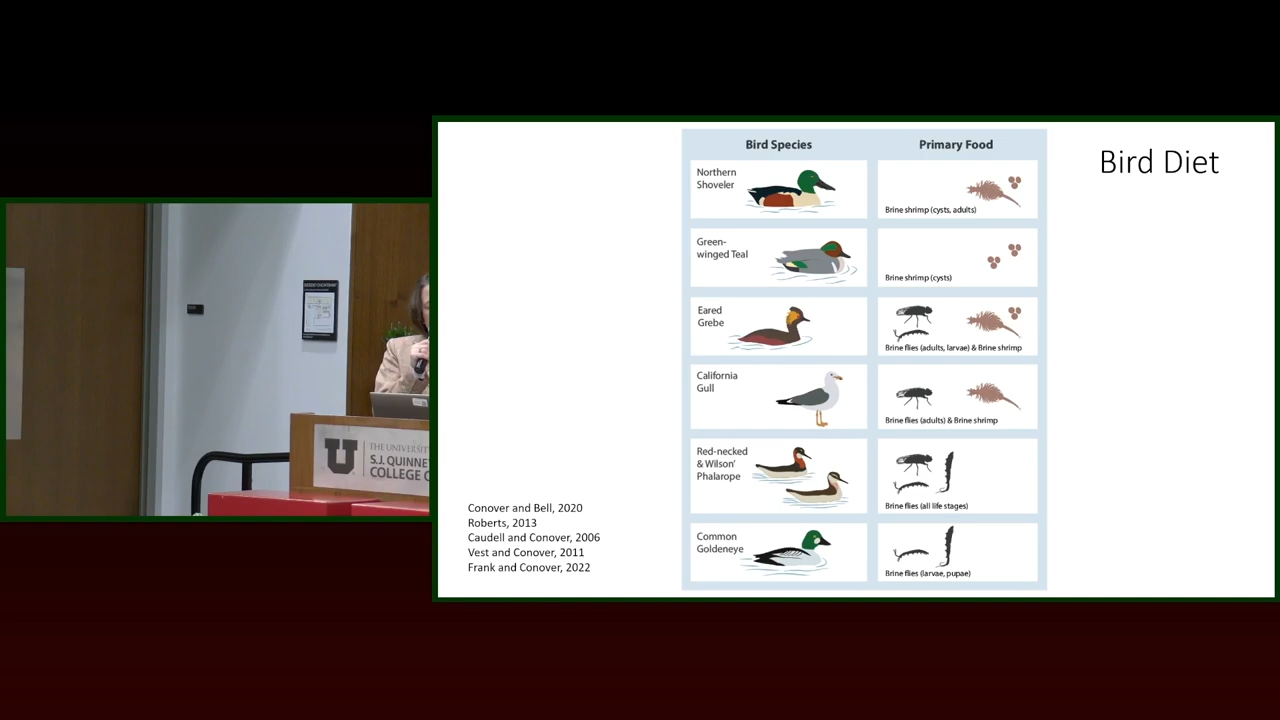 Bird Species
Primary Food
Bird Diet
Northern
Shoveler
Brine shrimp (cysts, adults)
Green-
winged Teal
Brine shrimp (cysts)
Eared
Grebe
Brine flies (adults, larvae) & Brine shrimp
California
Gull
Brine flies (adults) & Brine shrimp
Red-necked
& Wilson'
Phalarope
Brine flies (all life stages)
Common
Goldeneye
Brine flies (larvae, pupae)
Conover and Bell, 2020
Roberts, 2013
Caudell and Conover, 2006
Vest and Conover, 2011
Frank and Conover, 2022
U
THE UNIVERSIT
S.J. QUINNE
COLLEGE O